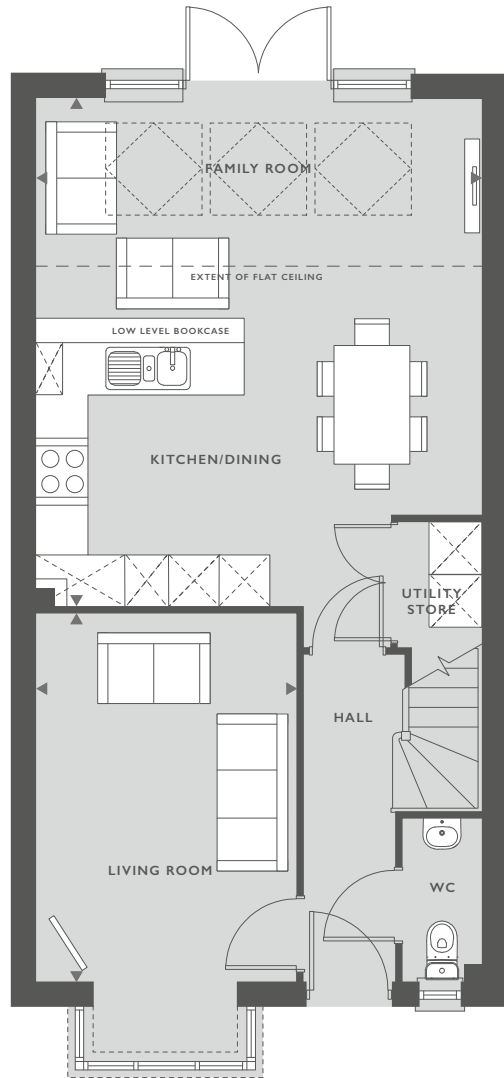 FAMILY ROOM
EXTENT OF FLAT CEILING
LOW LEVEL BOOKCASE
KITCHEN/DINING
UTILITY
STORE
HALL
LIVING ROOM
WC